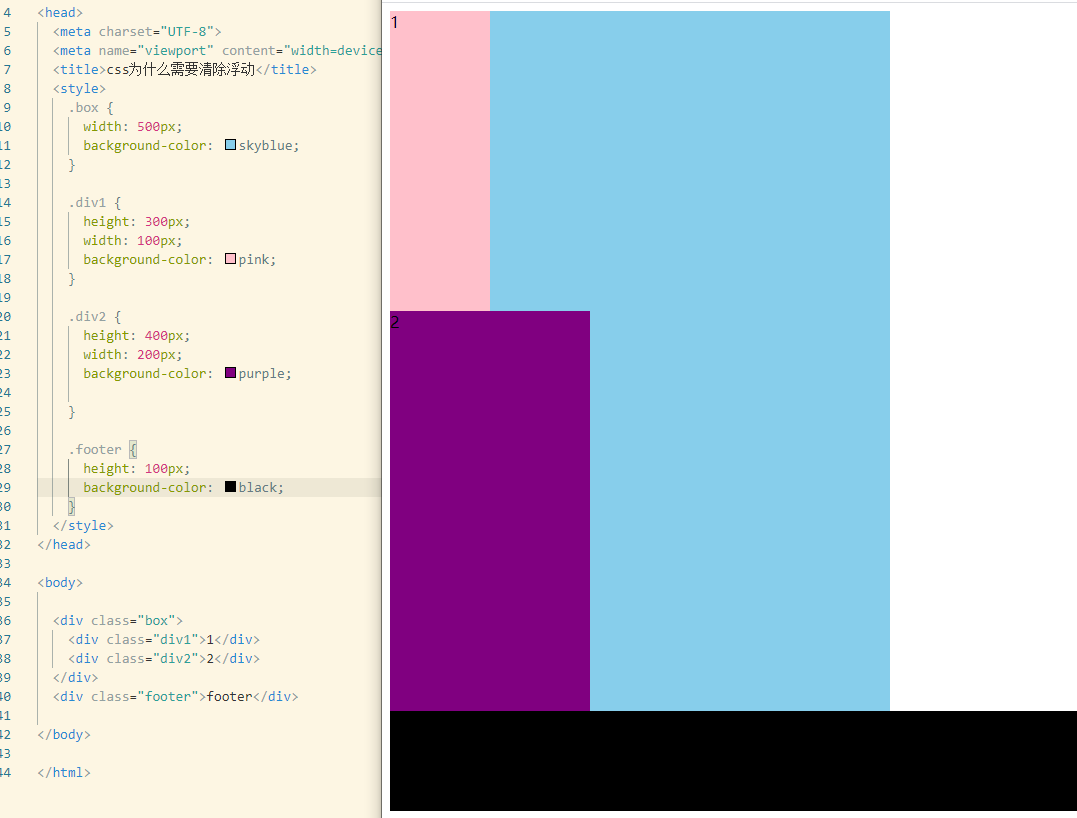 4 <head>
5 <meta charset="UTF-8">
6 <meta name="viewport" content="width=device
7 <title>css为什么需要清除浮动</title>
8 <style>
9 .box {
10 width: 500px;
11 background-color: skyblue;
12 }
13
14 .div1 {
15 height: 300px;
16 width: 100px;
17 background-color: pink;
18 }
19
20 .div2 {
21 height: 400px;
22 width: 200px;
23 background-color: purple;
24
25 }
26
27 .footer {
28 height: 100px;
29 background-color: black;
30 }
31 </style>
32 </head>
33
34 <body>
35
36 <div class="box">
37 <div class="div1">1</div>
38 <div class="div2">2</div>
39 </div>
40 <div class="footer">footer</div>
41
42 </body>
43
44 </html>
1
2